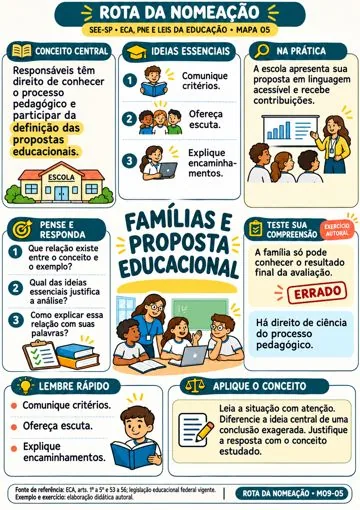 ROTA DA NOMEAÇÃO
SEE-SP • ECA, PNE E LEIS DA EDUCAÇÃO • MAPA 05
CONCEITO CENTRAL
Responsáveis têm
direito de conhecer
o processo
pedagógico e
participar da
definição das
propostas
educacionais.
ESCOLA
IDEIAS ESSENCIAIS
1 Comunique
critérios.
2 Ofereça
escuta.
3 Explique
encaminha-
mentos.
NA PRÁTICA
A escola apresenta sua
proposta em linguagem
acessível e recebe
contribuições.
PENSE E
RESPONDA
1 Que relação existe
entre o conceito e
o exemplo?
2 Qual das ideias
essenciais justifica
a análise?
3 Como explicar essa
relação com suas
palavras?
FAMÍLIAS E
PROPOSTA
EDUCACIONAL
TESTE SUA
COMPREENSÃO
EXERCÍCIO
AUTORAL
A família só pode
conhecer o resultado
final da avaliação.
ERRADO
Há direito de ciência
do processo
pedagógico.
LEMBRE RÁPIDO
Comunique critérios.
Ofereça escuta.
Explique
encaminhamentos.
APLIQUE O CONCEITO
Leia a situação com atenção.
Diferencie a ideia central de uma
conclusão exagerada. Justifique
a resposta com o conceito
estudado.
Fonte de referência: ECA, arts. 1º a 5º e 53 a 56; legislação educacional federal vigente.
Exemplo e exercício: elaboração didática autoral.
ROTA DA NOMEAÇÃO • M09-05